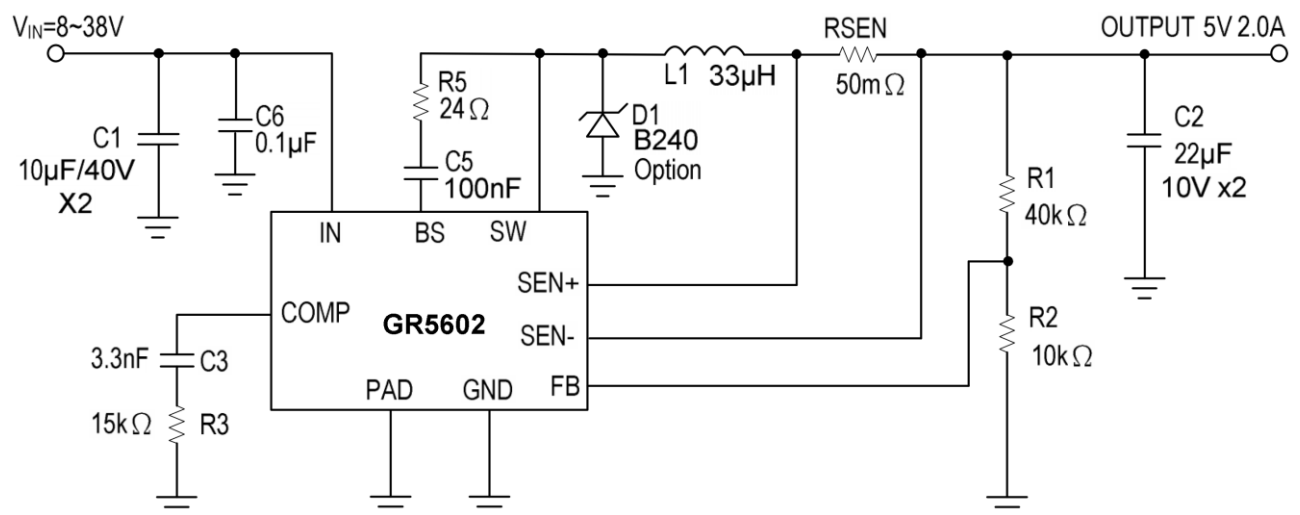 VIN=8~38V
OUTPUT 5V 2.0A
RSEN
50mΩ
L1 33µH
R5
24Ω
C6
0.1µF
C1
10µF/40V
X2
D1
B240
Option
C2
22µF
10V x2
C5
100nF
R1
40kΩ
IN BS SW
SEN+
COMP
GR5602
SEN-
R2
10kΩ
3.3nF C3
PAD GND FB
15kΩ R3